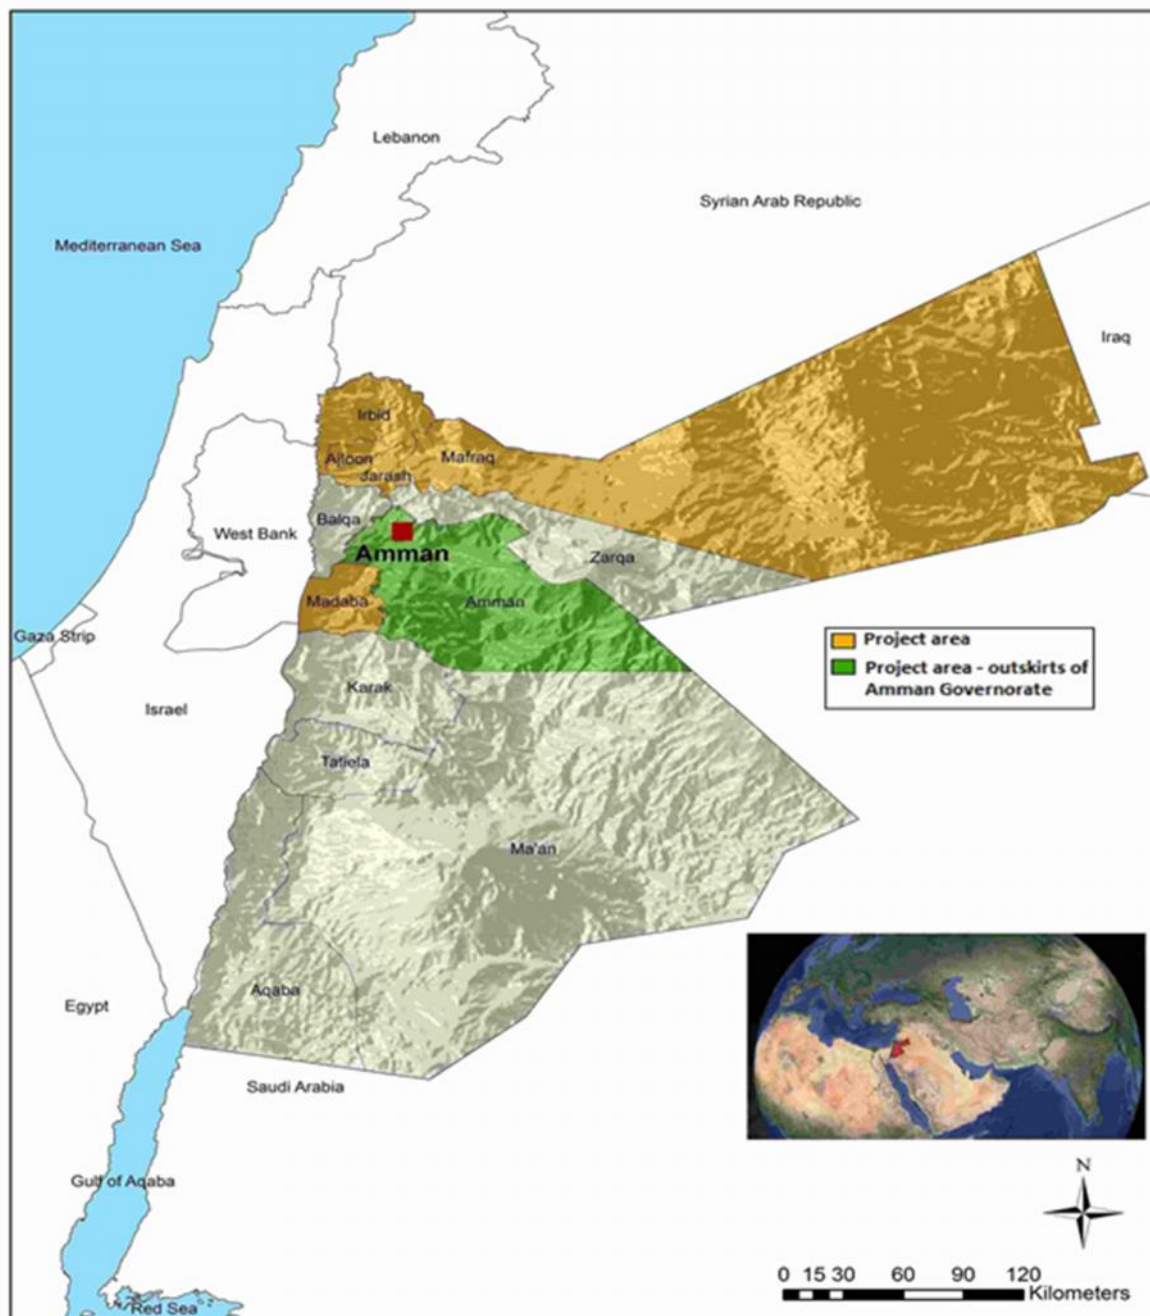 Lebanon
Syrian Arab Republic
Mediterranean Sea
Iraq
Irbid
Ajloon
Mafraq
Jarash
Balqa
West Bank
Amman
Zarqa
Madaba
Amman
Gaza Strip
Project area
Project area - outskirts of
Amman Governorate
Karak
Israel
Tafiela
Ma'an
Aqaba
Egypt
Saudi Arabia
N
Gulf of Aqaba
0 15 30 60 90 120
Kilometers
Red Sea